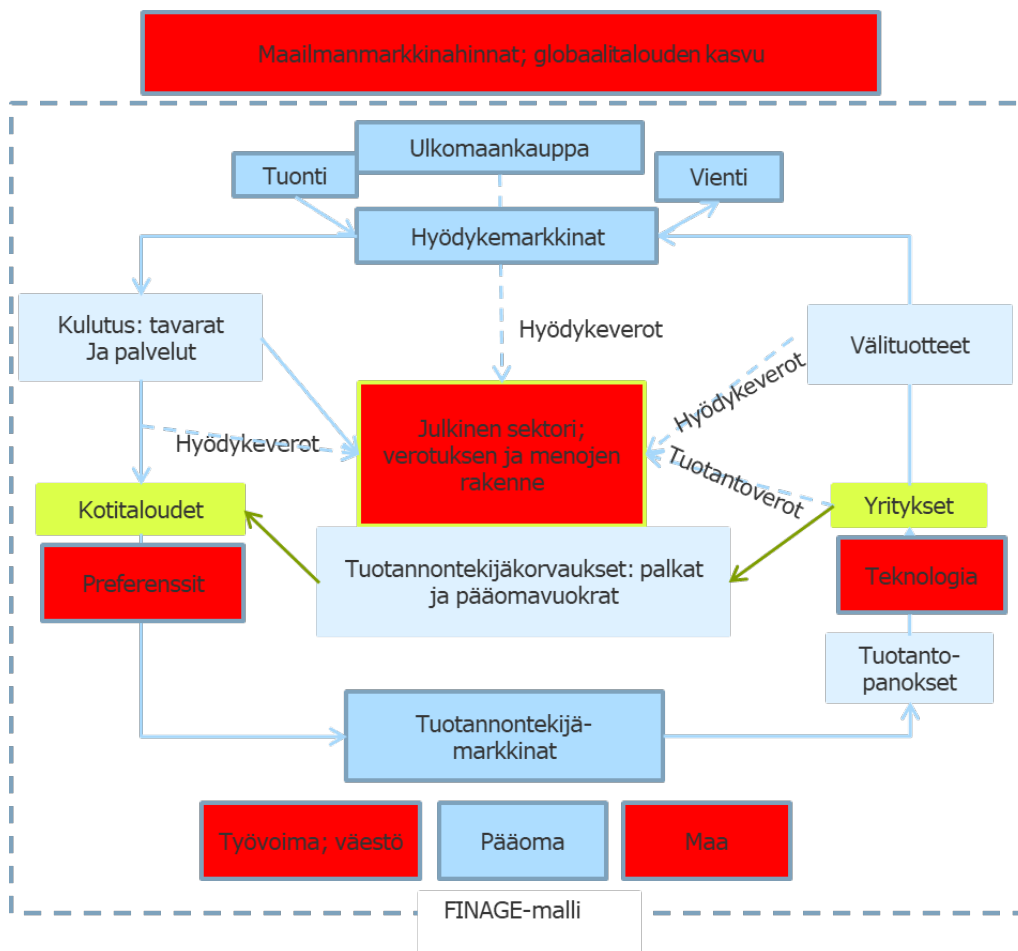 Maailmanmarkkinahinnat; globaalitalouden kasvu
Ulkomaankauppa
Tuonti
Vienti
Hyödykemarkkinat
Kulutus: tavarat
Ja palvelut
Hyödykeverot
Välituotteet
Hyödykeverot
Hyödykeverot
Julkinen sektori;
verotuksen ja menojen
rakenne
Tuotantoverot
Kotitaloudet
Yritykset
Preferenssit
Tuotannontekijäkorvaukset: palkat
ja pääomavuokrat
Teknologia
Tuotanto-
panokset
Tuotannontekijä-
markkinat
Työvoima; väestö
Pääoma
Maa
FINAGE-malli